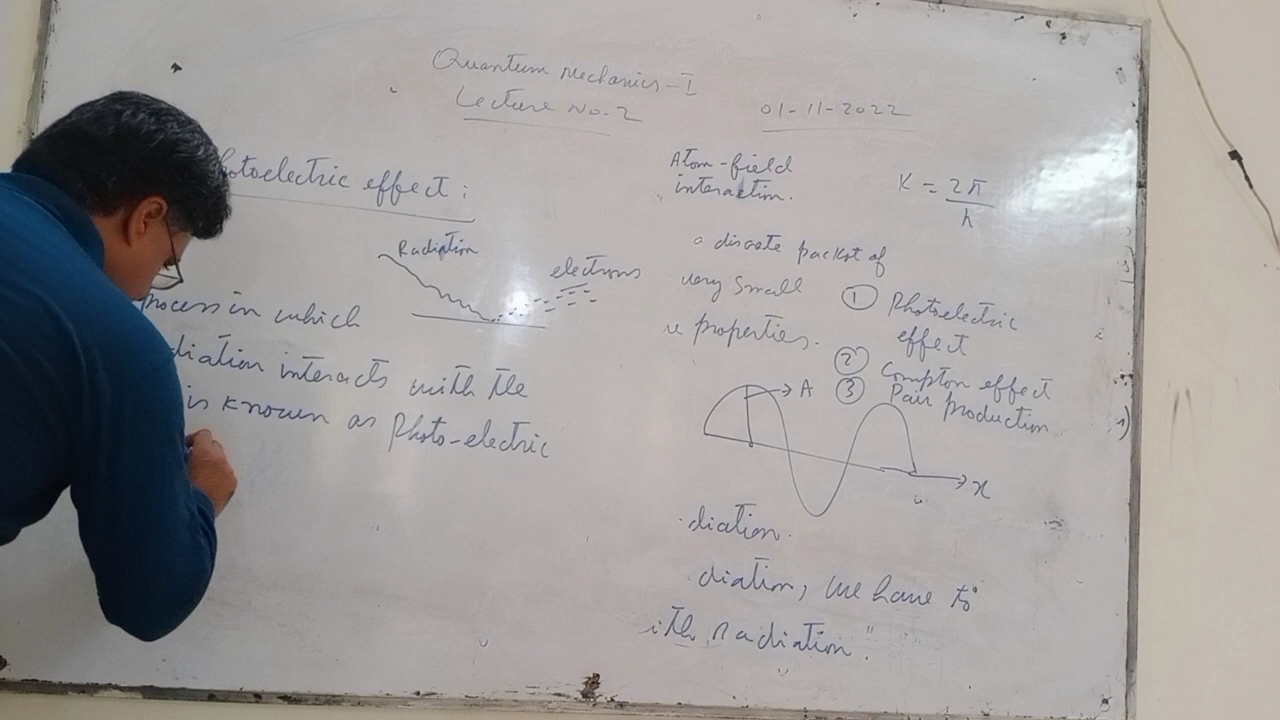 Quantum Mechanics-I
Lecture No-2
01-11-2022
hotoelectric effect:
Radiation
electrons
process in which
diation interacts with the
is known as Photo-electric
Atom-field
interaction.
K = 2π
λ
a discrete packet of
very small
properties.
① Photoelectric
effect
② Compton effect
③ Pair production
A
x
diation.
diation, we have to
ith Radiation."